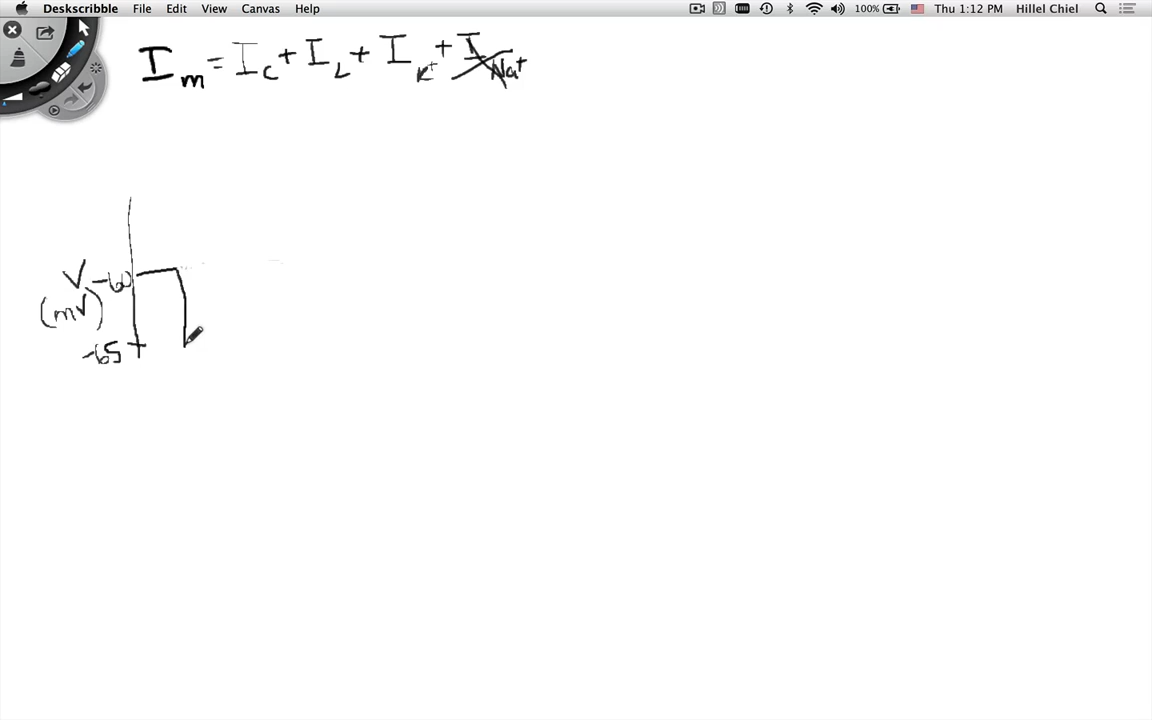 Deskscribble File Edit View Canvas Help 100% Thu 1:12 PM Hillel Chiel
Im = Ic + IL + IK+ + INa+
V -60
(mV)
-65